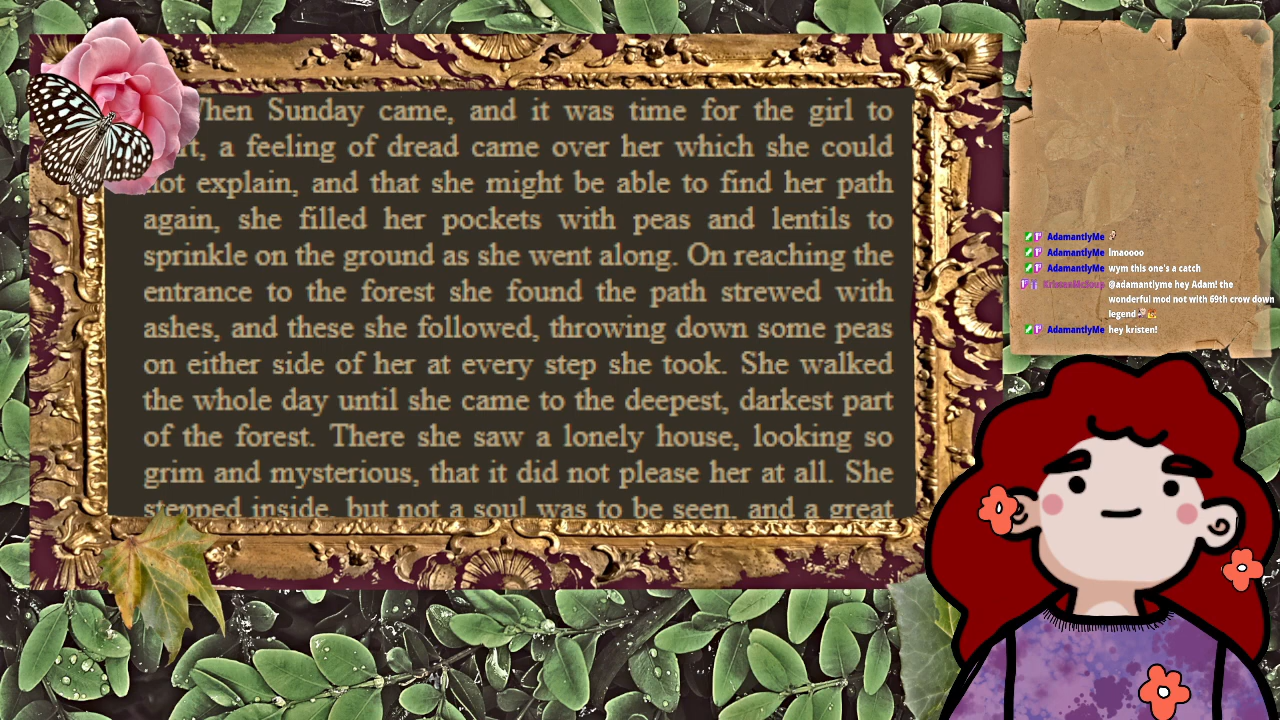 hen Sunday came, and it was time for the girl to
a feeling of dread came over her which she could
not explain, and that she might be able to find her path
again, she filled her pockets with peas and lentils to
sprinkle on the ground as she went along. On reaching the
entrance to the forest she found the path strewed with
ashes, and these she followed, throwing down some peas
on either side of her at every step she took. She walked
the whole day until she came to the deepest, darkest part
of the forest. There she saw a lonely house, looking so
grim and mysterious, that it did not please her at all. She
stepped inside, but not a soul was to be seen, and a great
AdamantlyMe
AdamantlyMe lmaoooo
AdamantlyMe wym this one's a catch
@adamantlyme hey Adam! the
wonderful mod not with 69th crow down
legend
AdamantlyMe hey kristen!